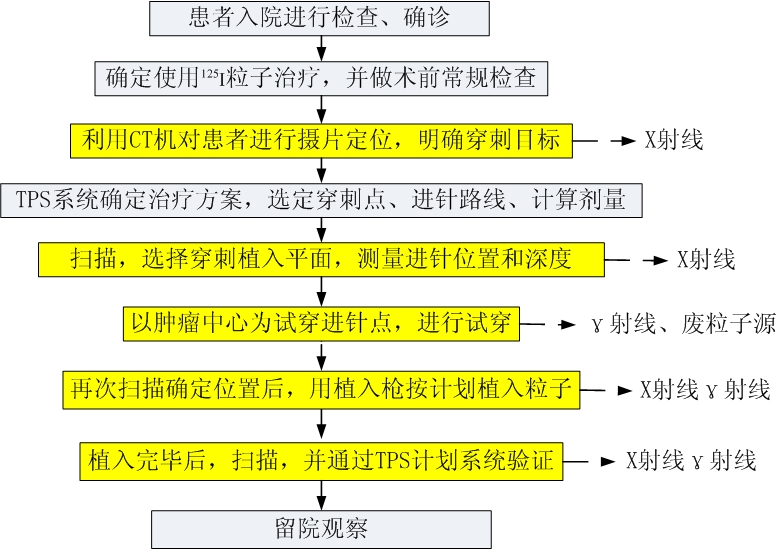 患者入院进行检查、确诊
确定使用¹²⁵I粒子治疗，并做术前常规检查
利用CT机对患者进行摄片定位，明确穿刺目标
X射线
TPS系统确定治疗方案，选定穿刺点、进针路线、计算剂量
扫描，选择穿刺植入平面，测量进针位置和深度
X射线
以肿瘤中心为试穿进针点，进行试穿
γ射线、废粒子源
再次扫描确定位置后，用植入枪按计划植入粒子
X射线γ射线
植入完毕后，扫描，并通过TPS计划系统验证
X射线γ射线
留院观察